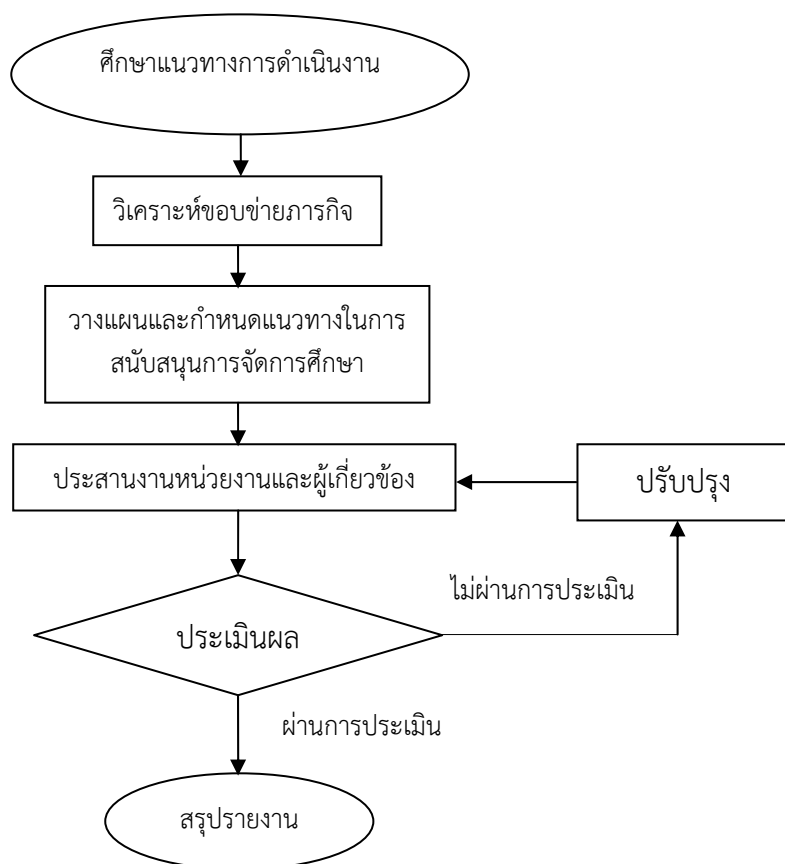 ศึกษาแนวทางการดำเนินงาน
วิเคราะห์ขอบข่ายภารกิจ
วางแผนและกำหนดแนวทางในการ
สนับสนุนการจัดการศึกษา
ประสานงานหน่วยงานและผู้เกี่ยวข้อง
ปรับปรุง
ไม่ผ่านการประเมิน
ประเมินผล
ผ่านการประเมิน
สรุปรายงาน